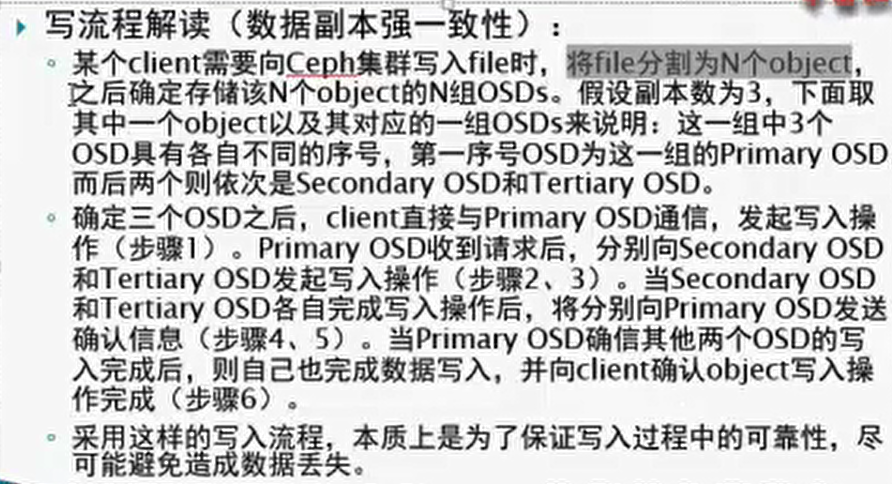 写流程解读（数据副本强一致性）：
某个client需要向Ceph集群写入file时，将file分割为N个object，
之后确定存储该N个object的N组OSDs。假设副本数为3，下面取
其中一个object以及其对应的一组OSDs来说明：这一组中3个
OSD具有各自不同的序号，第一序号OSD为这一组的Primary OSD
而后两个则依次是Secondary OSD和Tertiary OSD。
确定三个OSD之后，client直接与Primary OSD通信，发起写入操
作（步骤1）。Primary OSD收到请求后，分别向Secondary OSD
和Tertiary OSD发起写入操作（步骤2、3）。当Secondary OSD
和Tertiary OSD各自完成写入操作后，将分别向Primary OSD发送
确认信息（步骤4、5）。当Primary OSD确信其他两个OSD的写
入完成后，则自己也完成数据写入，并向client确认object写入操
作完成（步骤6）。
采用这样的写入流程，本质上是为了保证写入过程中的可靠性，尽
可能避免造成数据丢失。